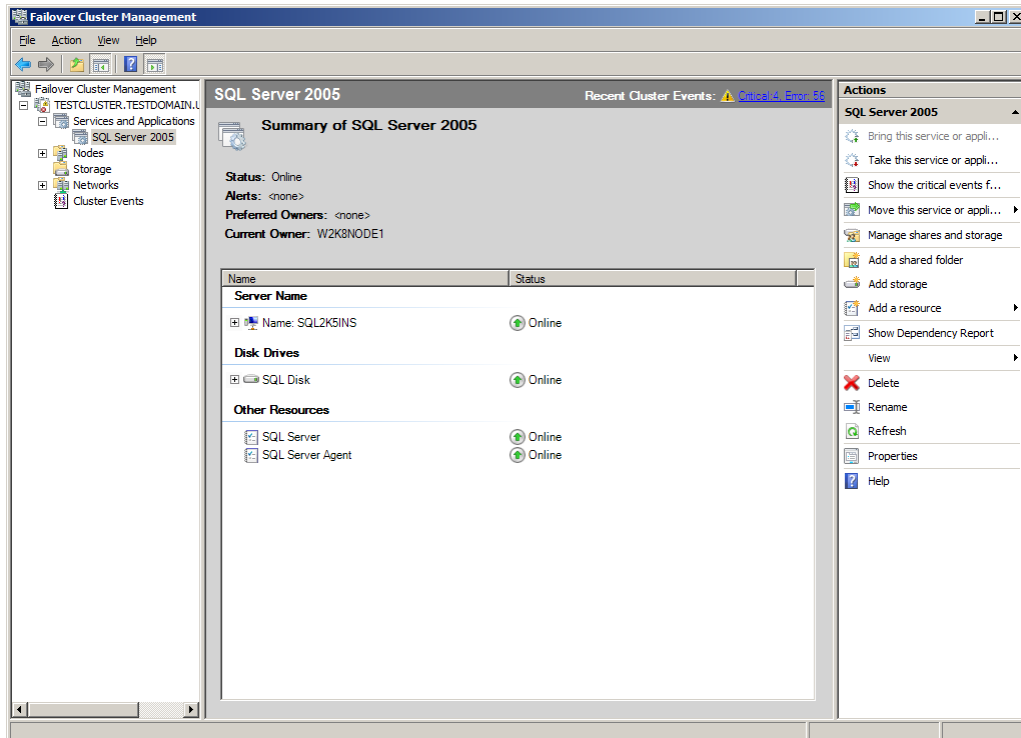 Failover Cluster Management
File Action View Help
Failover Cluster Management
TESTCLUSTER.TESTDOMAIN.L
Services and Applications
SQL Server 2005
Nodes
Storage
Networks
Cluster Events
SQL Server 2005
Recent Cluster Events: Critical:4, Error: 56
Summary of SQL Server 2005
Status: Online
Alerts: <none>
Preferred Owners: <none>
Current Owner: W2K8NODE1
Name Status
Server Name
Name: SQL2K5INS Online
Disk Drives
SQL Disk Online
Other Resources
SQL Server Online
SQL Server Agent Online
Actions
SQL Server 2005
Bring this service or appli...
Take this service or appli...
Show the critical events f...
Move this service or appli...
Manage shares and storage
Add a shared folder
Add storage
Add a resource
Show Dependency Report
View
Delete
Rename
Refresh
Properties
Help